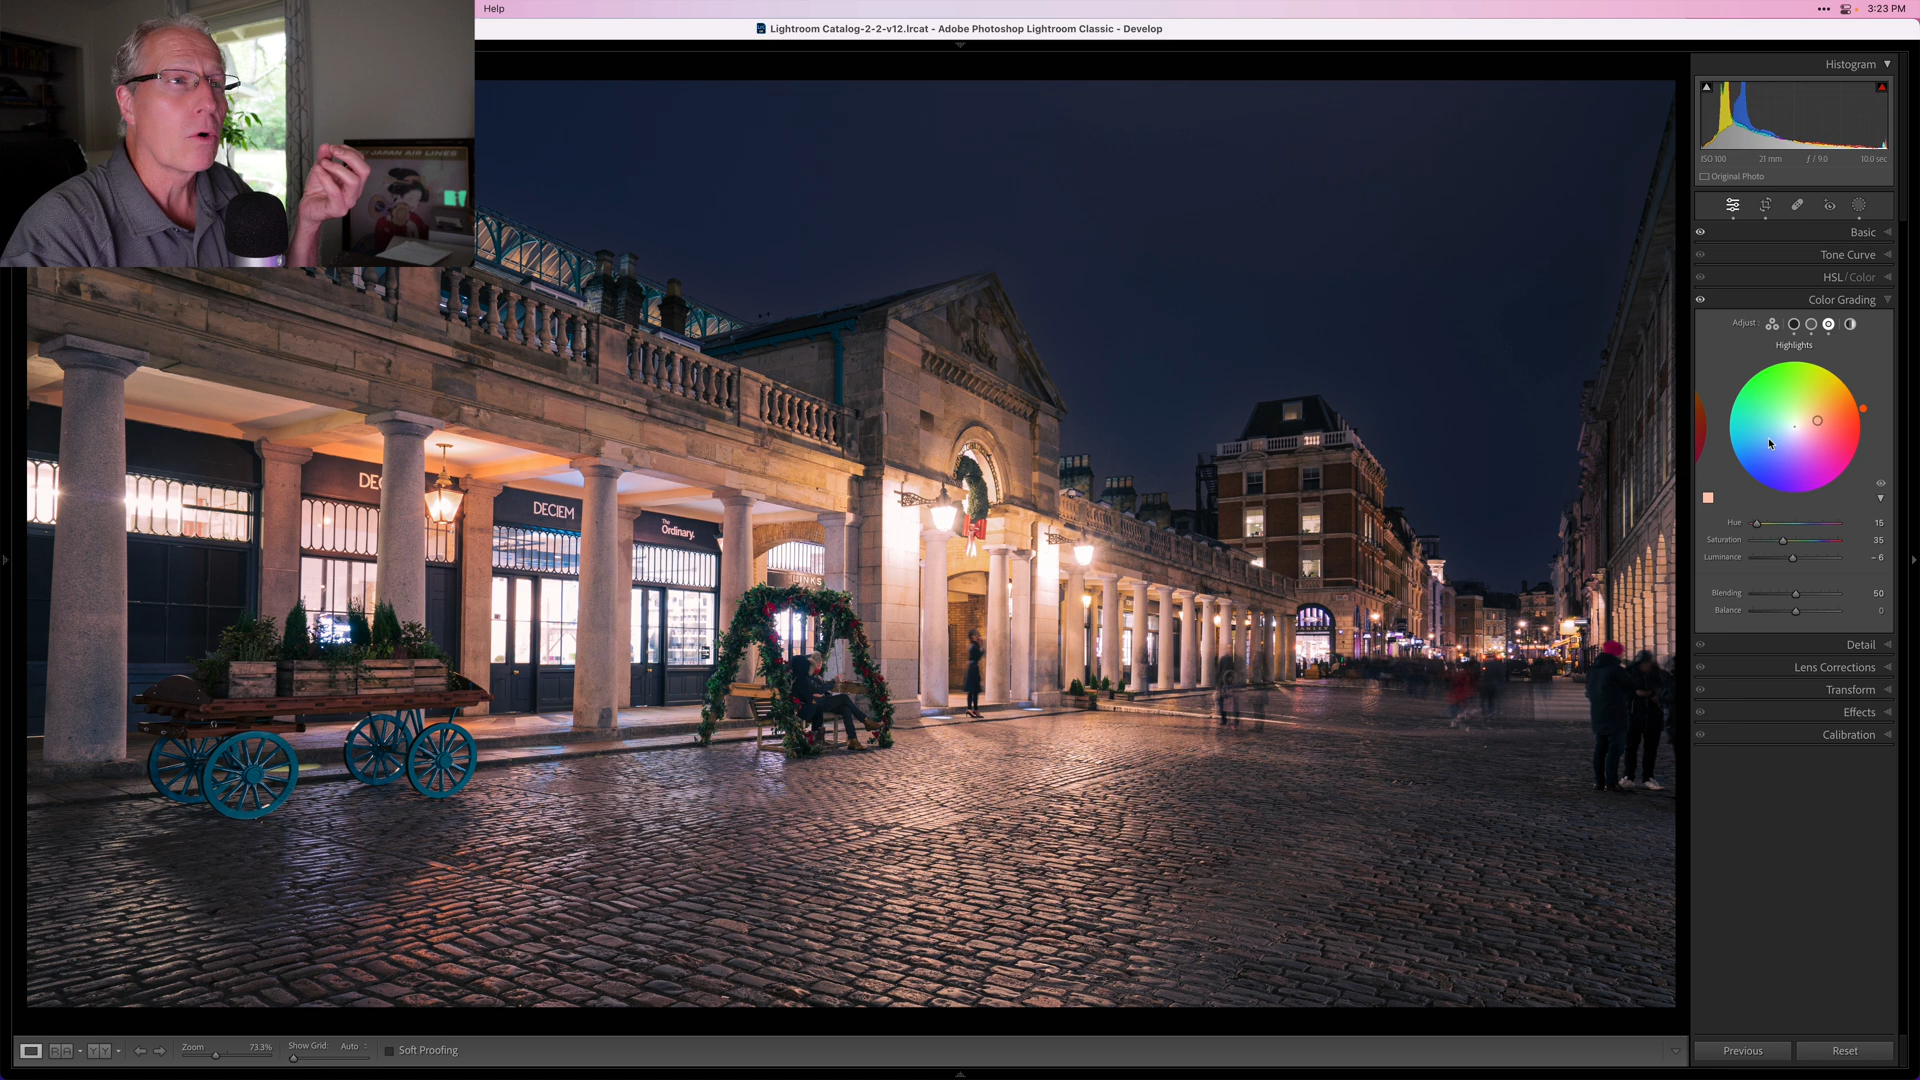 Help
3:23 PM
Lightroom Catalog-2-2-v12.lrcat - Adobe Photoshop Lightroom Classic - Develop
JAPAN AIR LINES
Histogram
ISO 100 21 mm ƒ / 9.0 10.0 sec
Original Photo
Basic
Tone Curve
HSL / Color
Color Grading
Adjust :
Highlights
Hue 15
Saturation 35
Luminance - 6
Blending 50
Balance 0
Detail
Lens Corrections
Transform
Effects
Calibration
DEC
DECIEM
The
Ordinary.
LINKS
Zoom 73.3%
Show Grid: Auto
Soft Proofing
Previous
Reset